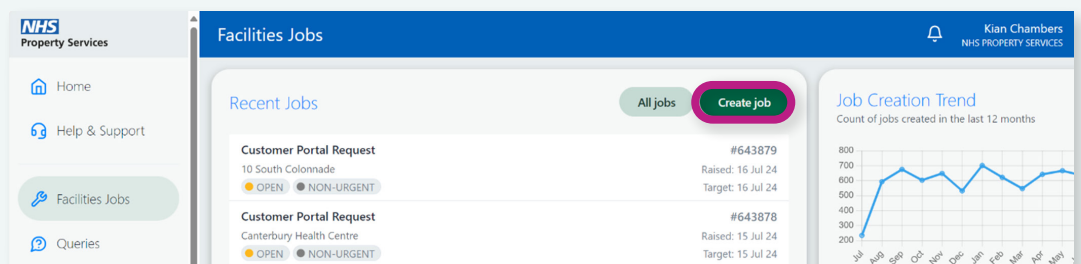 NHS
Property Services
Home
Help & Support
Facilities Jobs
Queries
Facilities Jobs
Kian Chambers
NHS PROPERTY SERVICES
Recent Jobs
All jobs
Create job
Customer Portal Request
#643879
10 South Colonnade
Raised: 16 Jul 24
OPEN
NON-URGENT
Target: 16 Jul 24
Customer Portal Request
#643878
Canterbury Health Centre
Raised: 15 Jul 24
OPEN
NON-URGENT
Target: 15 Jul 24
Job Creation Trend
Count of jobs created in the last 12 months
800
700
600
500
400
300
200
Jul
Aug
Sep
Oct
Nov
Dec
Jan
Feb
Mar
Apr
May